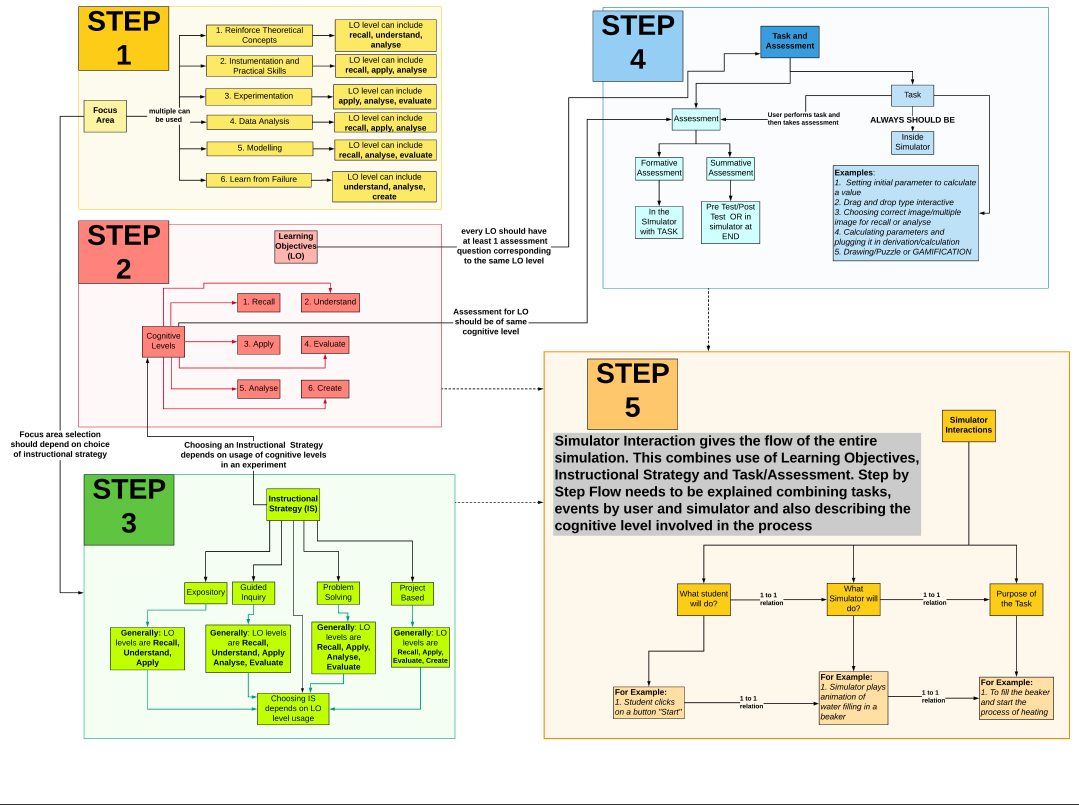 STEP
1
Focus
Area
multiple can
be used
1. Reinforce Theoretical
Concepts
LO level can include
recall, understand,
analyse
2. Instumentation and
Practical Skills
LO level can include
recall, apply, analyse
3. Experimentation
LO level can include
apply, analyse, evaluate
4. Data Analysis
LO level can include
recall, apply, analyse
5. Modelling
LO level can include
recall, analyse, evaluate
6. Learn from Failure
LO level can include
understand, analyse,
create
STEP
2
Learning
Objectives
(LO)
every LO should have
at least 1 assessment
question corresponding
to the same LO level
1. Recall
2. Understand
Cognitive
Levels
3. Apply
4. Evaluate
5. Analyse
6. Create
Assessment for LO
should be of same
cognitive level
Focus area selection
should depend on choice
of instructional strategy
Choosing an Instructional Strategy
depends on usage of cognitive levels
in an experiment
STEP
3
Instructional
Strategy (IS)
Expository
Guided
Inquiry
Problem
Solving
Project
Based
Generally: LO
levels are Recall,
Understand,
Apply
Generally: LO levels
are Recall,
Understand, Apply
Analyse, Evaluate
Generally: LO
levels are
Recall, Apply,
Analyse,
Evaluate
Generally: LO
levels are
Recall, Apply,
Evaluate, Create
Choosing IS
depends on LO
level usage
STEP
4
Task and
Assessment
Assessment
User performs task and
then takes assessment
Task
ALWAYS SHOULD BE
Inside
Simulator
Formative
Assessment
Summative
Assessment
In the
SImulator
with TASK
Pre Test/Post
Test OR in
simulator at
END
Examples:
1. Setting initial parameter to calculate
a value
2. Drag and drop type interactive
3. Choosing correct image/multiple
image for recall or analyse
4. Calculating parameters and
plugging it in derivation/calculation
5. Drawing/Puzzle or GAMIFICATION
STEP
5
Simulator
Interactions
Simulator Interaction gives the flow of the entire
simulation. This combines use of Learning Objectives,
Instructional Strategy and Task/Assessment. Step by
Step Flow needs to be explained combining tasks,
events by user and simulator and also describing the
cognitive level involved in the process
What student
will do?
1 to 1
relation
What
Simulator will
do?
1 to 1
relation
Purpose of
the Task
For Example:
1. Student clicks
on a button "Start"
1 to 1
relation
For Example:
1. Simulator plays
animation of
water filling in a
beaker
1 to 1
relation
For Example:
1. To fill the beaker
and start the
process of heating